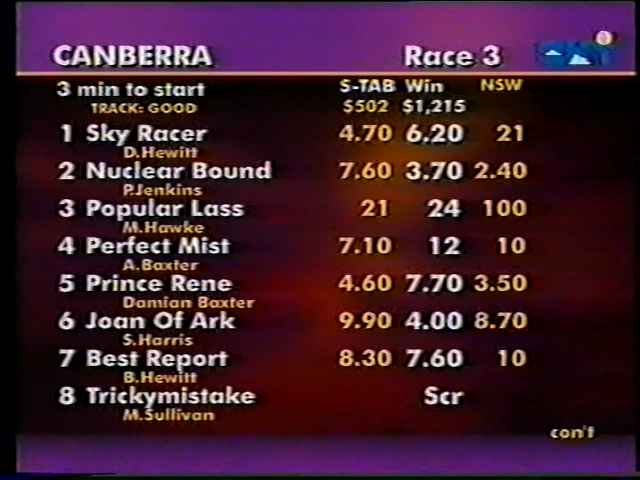 CANBERRA Race 3 SKY
3 min to start S-TAB Win NSW
TRACK: GOOD $502 $1,215
1 Sky Racer 4.70 6.20 21
D.Hewitt
2 Nuclear Bound 7.60 3.70 2.40
P.Jenkins
3 Popular Lass 21 24 100
M.Hawke
4 Perfect Mist 7.10 12 10
A.Baxter
5 Prince Rene 4.60 7.70 3.50
Damian Baxter
6 Joan Of Ark 9.90 4.00 8.70
S.Harris
7 Best Report 8.30 7.60 10
B.Hewitt
8 Trickymistake Scr
M.Sullivan
con't